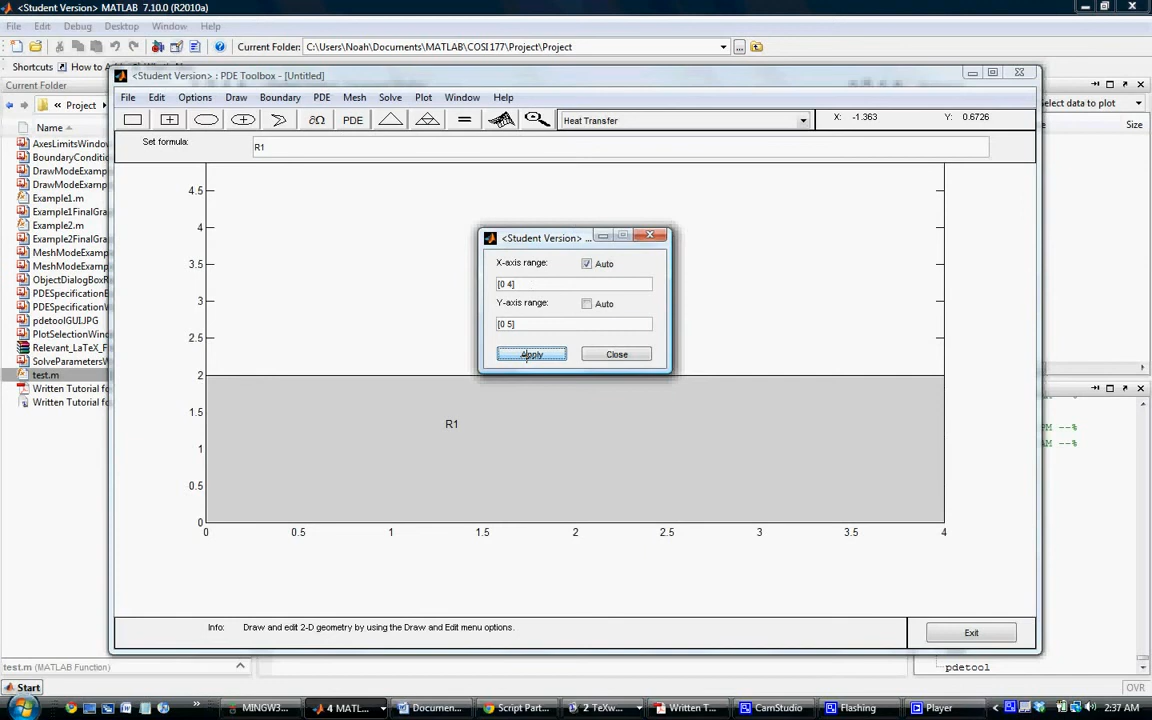 <Student Version> MATLAB 7.10.0 (R2010a)
File Edit Debug Desktop Window Help
Current Folder: C:\Users\Noah\Documents\MATLAB\COSI177\Project\Project
Shortcuts How to A
Current Folder
Project
Name
AxesLimitsWindow
BoundaryCondition
DrawModeExamp
DrawModeExamp
Example1.m
Example1FinalGra
Example2.m
Example2FinalGra
MeshModeExamp
MeshModeExamp
ObjectDialogBoxR
PDESpecificationE
PDESpecificationE
pdetoolGUI.JPG
PlotSelectionWind
Relevant_LaTeX_F
SolveParametersW
test.m
Written Tutorial fo
Written Tutorial fo
test.m (MATLAB Function)
<Student Version> : PDE Toolbox - [Untitled]
File Edit Options Draw Boundary PDE Mesh Solve Plot Window Help
∂Ω PDE = Heat Transfer X: -1.363 Y: 0.6726
Set formula: R1
4.5
4
3.5
3
2.5
2
1.5
1
0.5
0
R1
0 0.5 1 1.5 2 2.5 3 3.5 4
<Student Version> ...
X-axis range: Auto
[0 4]
Y-axis range: Auto
[0 5]
Apply Close
Info: Draw and edit 2-D geometry by using the Draw and Edit menu options.
Exit
Select data to plot
Size
PM --%
AM --%
pdetool
Start
OVR
MINGW3... 4 MATL... Documen... Script Part... 2 TeXw... Written T... CamStudio Flashing Player 2:37 AM